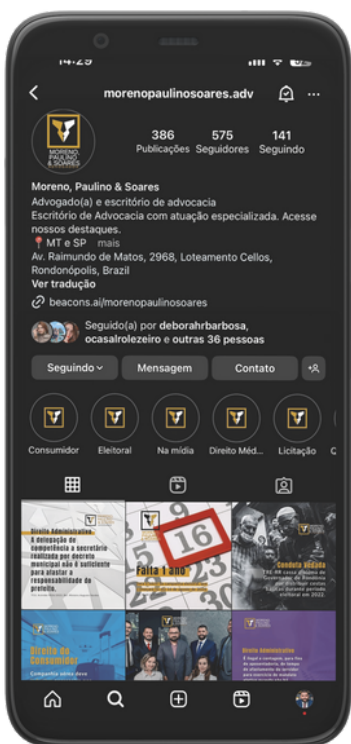 14:29
morenopaulinosoares.adv
MORENO, PAULINO & SOARES
386 575 141
Publicações Seguidores Seguindo
Moreno, Paulino & Soares
Advogado(a) e escritório de advocacia
Escritório de Advocacia com atuação especializada. Acesse
nossos destaques.
📍 MT e SP mais
Av. Raimundo de Matos, 2968, Loteamento Cellos,
Rondonópolis, Brazil
Ver tradução
beacons.ai/morenopaulinosoares
Seguido(a) por deborahrbarbosa,
ocasalrolezeiro e outras 36 pessoas
Seguindo Mensagem Contato
Consumidor Eleitoral Na mídia Direito Méd... Licitação
Direito Administrativo
A delegação de
competência a secretário
realizada por decreto
municipal não é suficiente
para afastar a
responsabilidade do
prefeito.
16
Falta 1 ano
Conduta vedada
Direito do
Consumidor
Companhia aérea deve
Direito Administrativo